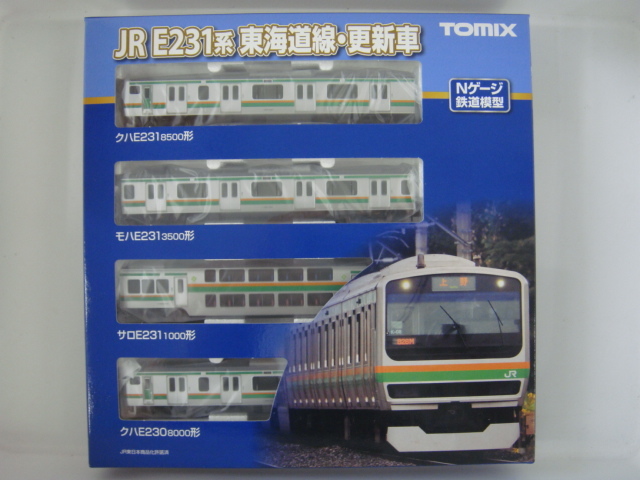 JR E231系 東海道線・更新車
TOMIX
Nゲージ
鉄道模型
クハE2318500形
モハE2313500形
サロE2311000形
クハE2308000形
上野
JR
JR東日本商品化許諾済